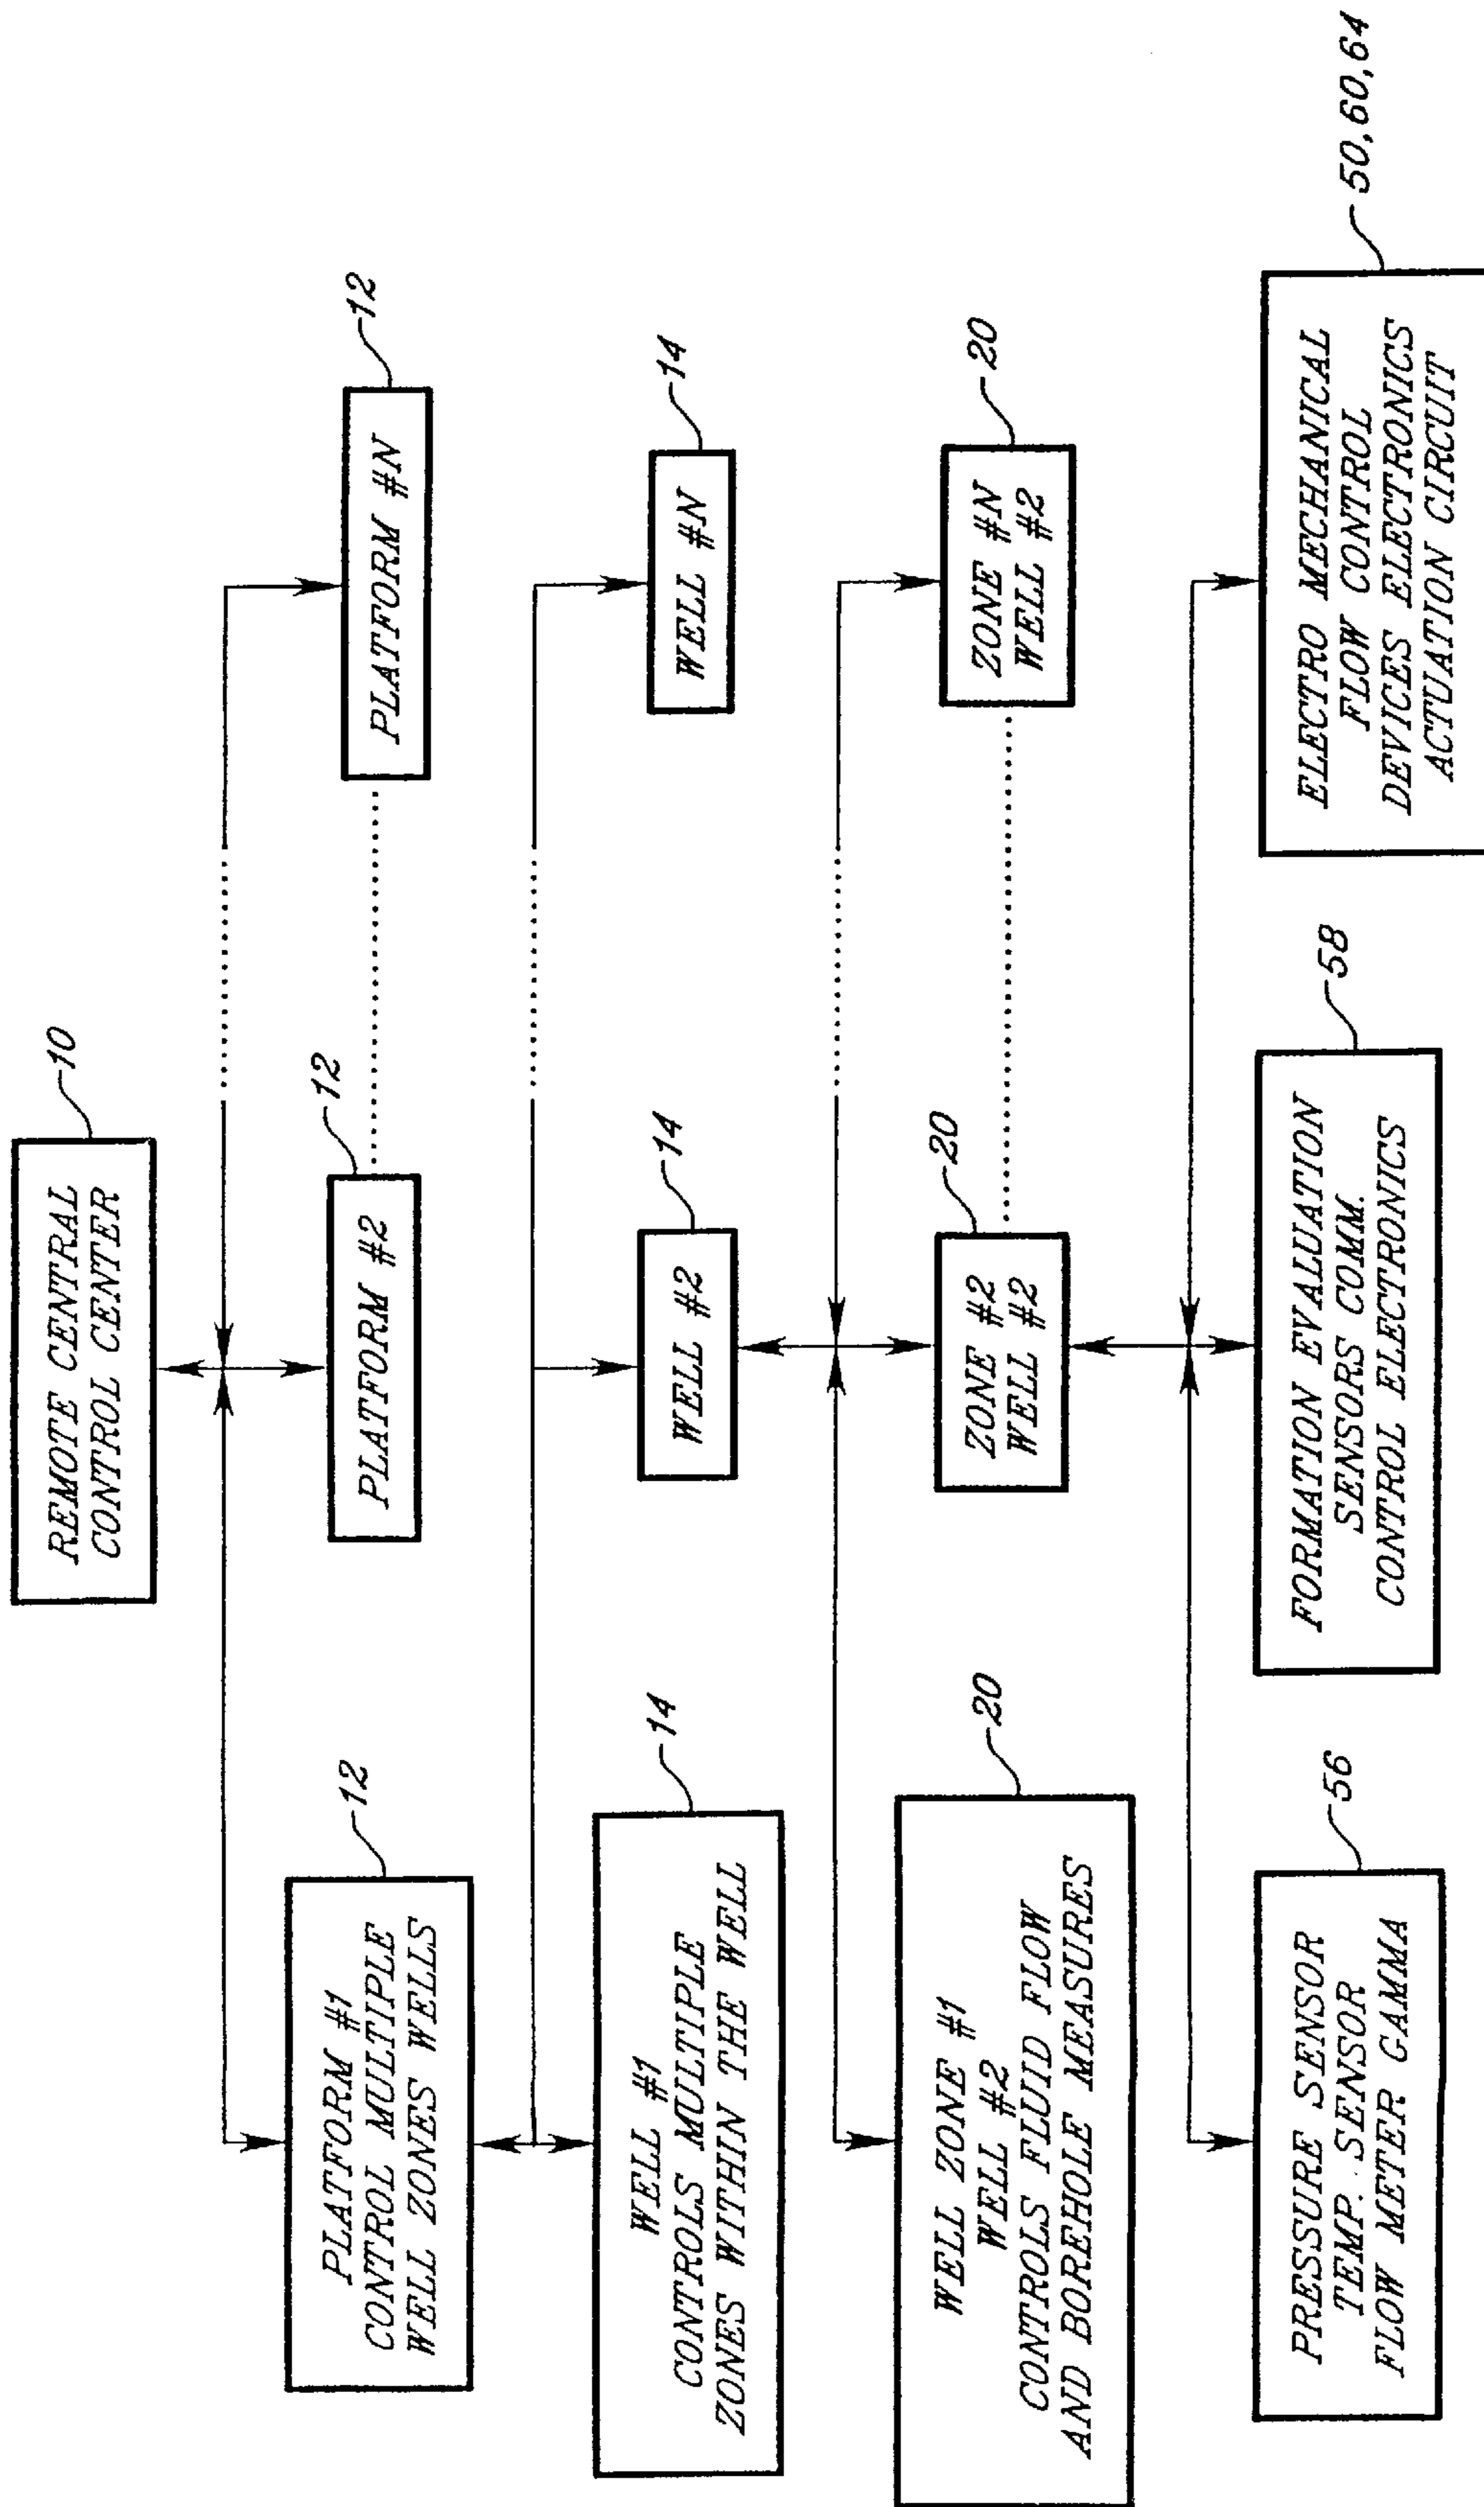 REMOTE CENTRAL
CONTROL CENTER
10
PLATFORM #1
CONTROL MULTIPLE
WELL ZONES WELLS
12
PLATFORM #2
12
PLATFORM #N
12
WELL #1
CONTROLS MULTIPLE
ZONES WITHIN THE WELL
14
WELL #2
14
WELL #N
14
WELL ZONE #1
WELL #2
CONTROLS FLUID FLOW
AND BOREHOLE MEASURES
20
ZONE #2
WELL #2
20
ZONE #N
WELL #2
20
PRESSURE SENSOR
TEMP. SENSOR
FLOW METER GAMMA
56
FORMATION EVALUATION
SENSORS COMM.
CONTROL ELECTRONICS
58
ELECTRO MECHANICAL
FLOW CONTROL
DEVICES ELECTRONICS
ACTUATION CIRCUIT
50,60,64